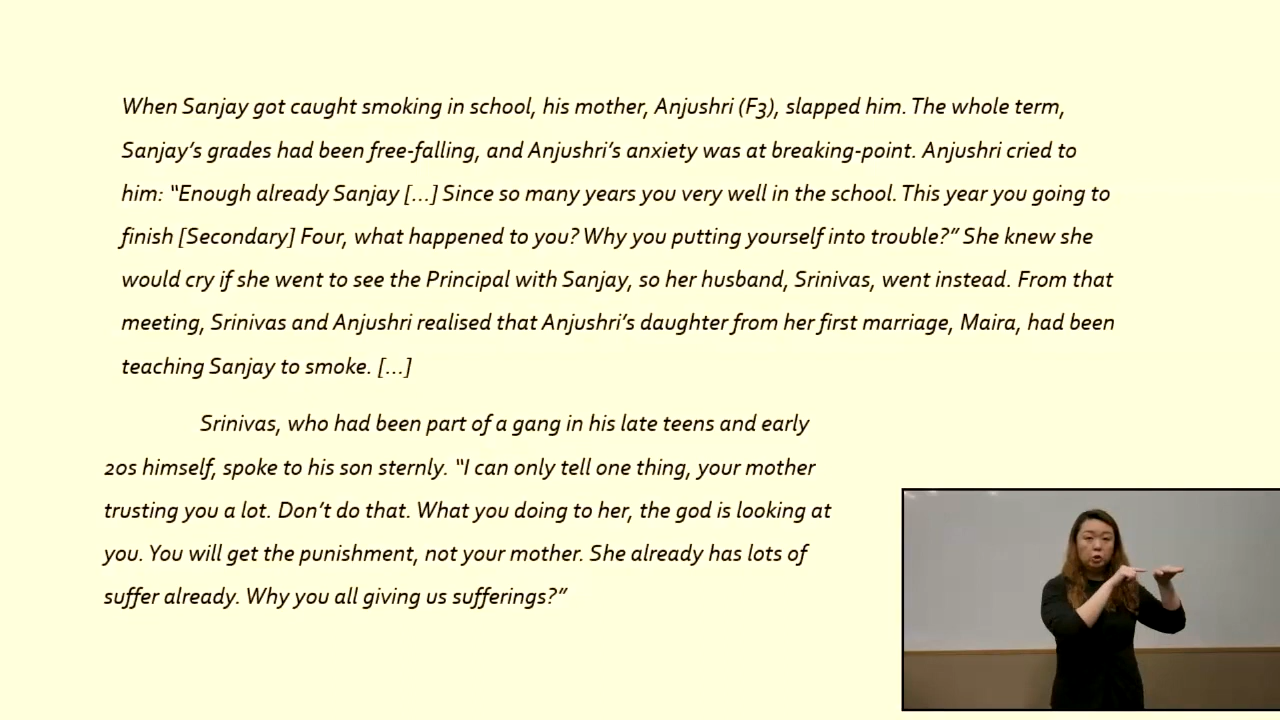 When Sanjay got caught smoking in school, his mother, Anjushri (F3), slapped him. The whole term,
Sanjay’s grades had been free-falling, and Anjushri’s anxiety was at breaking-point. Anjushri cried to
him: “Enough already Sanjay [...] Since so many years you very well in the school. This year you going to
finish [Secondary] Four, what happened to you? Why you putting yourself into trouble?” She knew she
would cry if she went to see the Principal with Sanjay, so her husband, Srinivas, went instead. From that
meeting, Srinivas and Anjushri realised that Anjushri’s daughter from her first marriage, Maira, had been
teaching Sanjay to smoke. [...]
Srinivas, who had been part of a gang in his late teens and early
20s himself, spoke to his son sternly. “I can only tell one thing, your mother
trusting you a lot. Don’t do that. What you doing to her, the god is looking at
you. You will get the punishment, not your mother. She already has lots of
suffer already. Why you all giving us sufferings?”